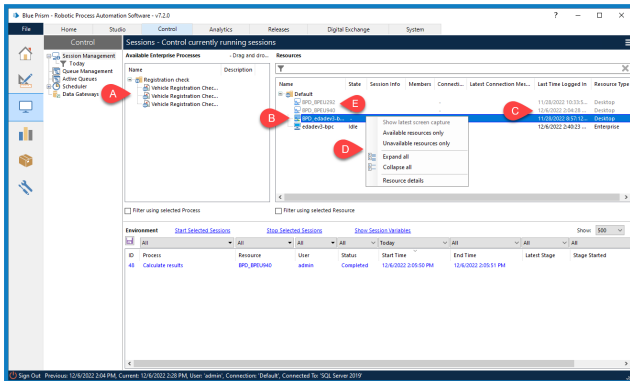 Blue Prism - Robotic Process Automation Software - v7.2.0
File Home Studio Control Analytics Releases Digital Exchange System
Control
Sessions - Control currently running sessions
Session Management
Today
Queue Management
Active Queues
Scheduler
Data Gateways
Available Enterprise Processes - Drag and dro...
Name Description
Registration check
Vehicle Registration Chec...
Vehicle Registration Chec...
Vehicle Registration Chec...
A
Resources
Name State Session Info Members Connecti... Latest Connection Mes... Last Time Logged In Resource Type
Default
BPD_BPEU292 - 11/28/2022 10:33:5... Desktop
BPD_BPEU940 - 12/6/2022 2:04:28 ... Desktop
BPD_edadev3-b... - 11/28/2022 8:57:12... Desktop
edadev3-bpc Idle 12/6/2022 2:40:23 ... Enterprise
E
C
B
D
Show latest screen capture
Available resources only
Unavailable resources only
Expand all
Collapse all
Resource details
Filter using selected Process
Filter using selected Resource
Environment Start Selected Sessions Stop Selected Sessions Show Session Variables Show: 500
All All All All Today All All All
ID Process Resource User Status Start Time End Time Latest Stage Stage Started
48 Calculate results BPD_BPEU940 admin Completed 12/6/2022 2:05:50 PM 12/6/2022 2:05:51 PM
Sign Out Previous: 12/6/2022 2:04 PM, Current: 12/6/2022 2:28 PM, User: 'admin', Connection: 'Default', Connected To: 'SQL Server 2019'